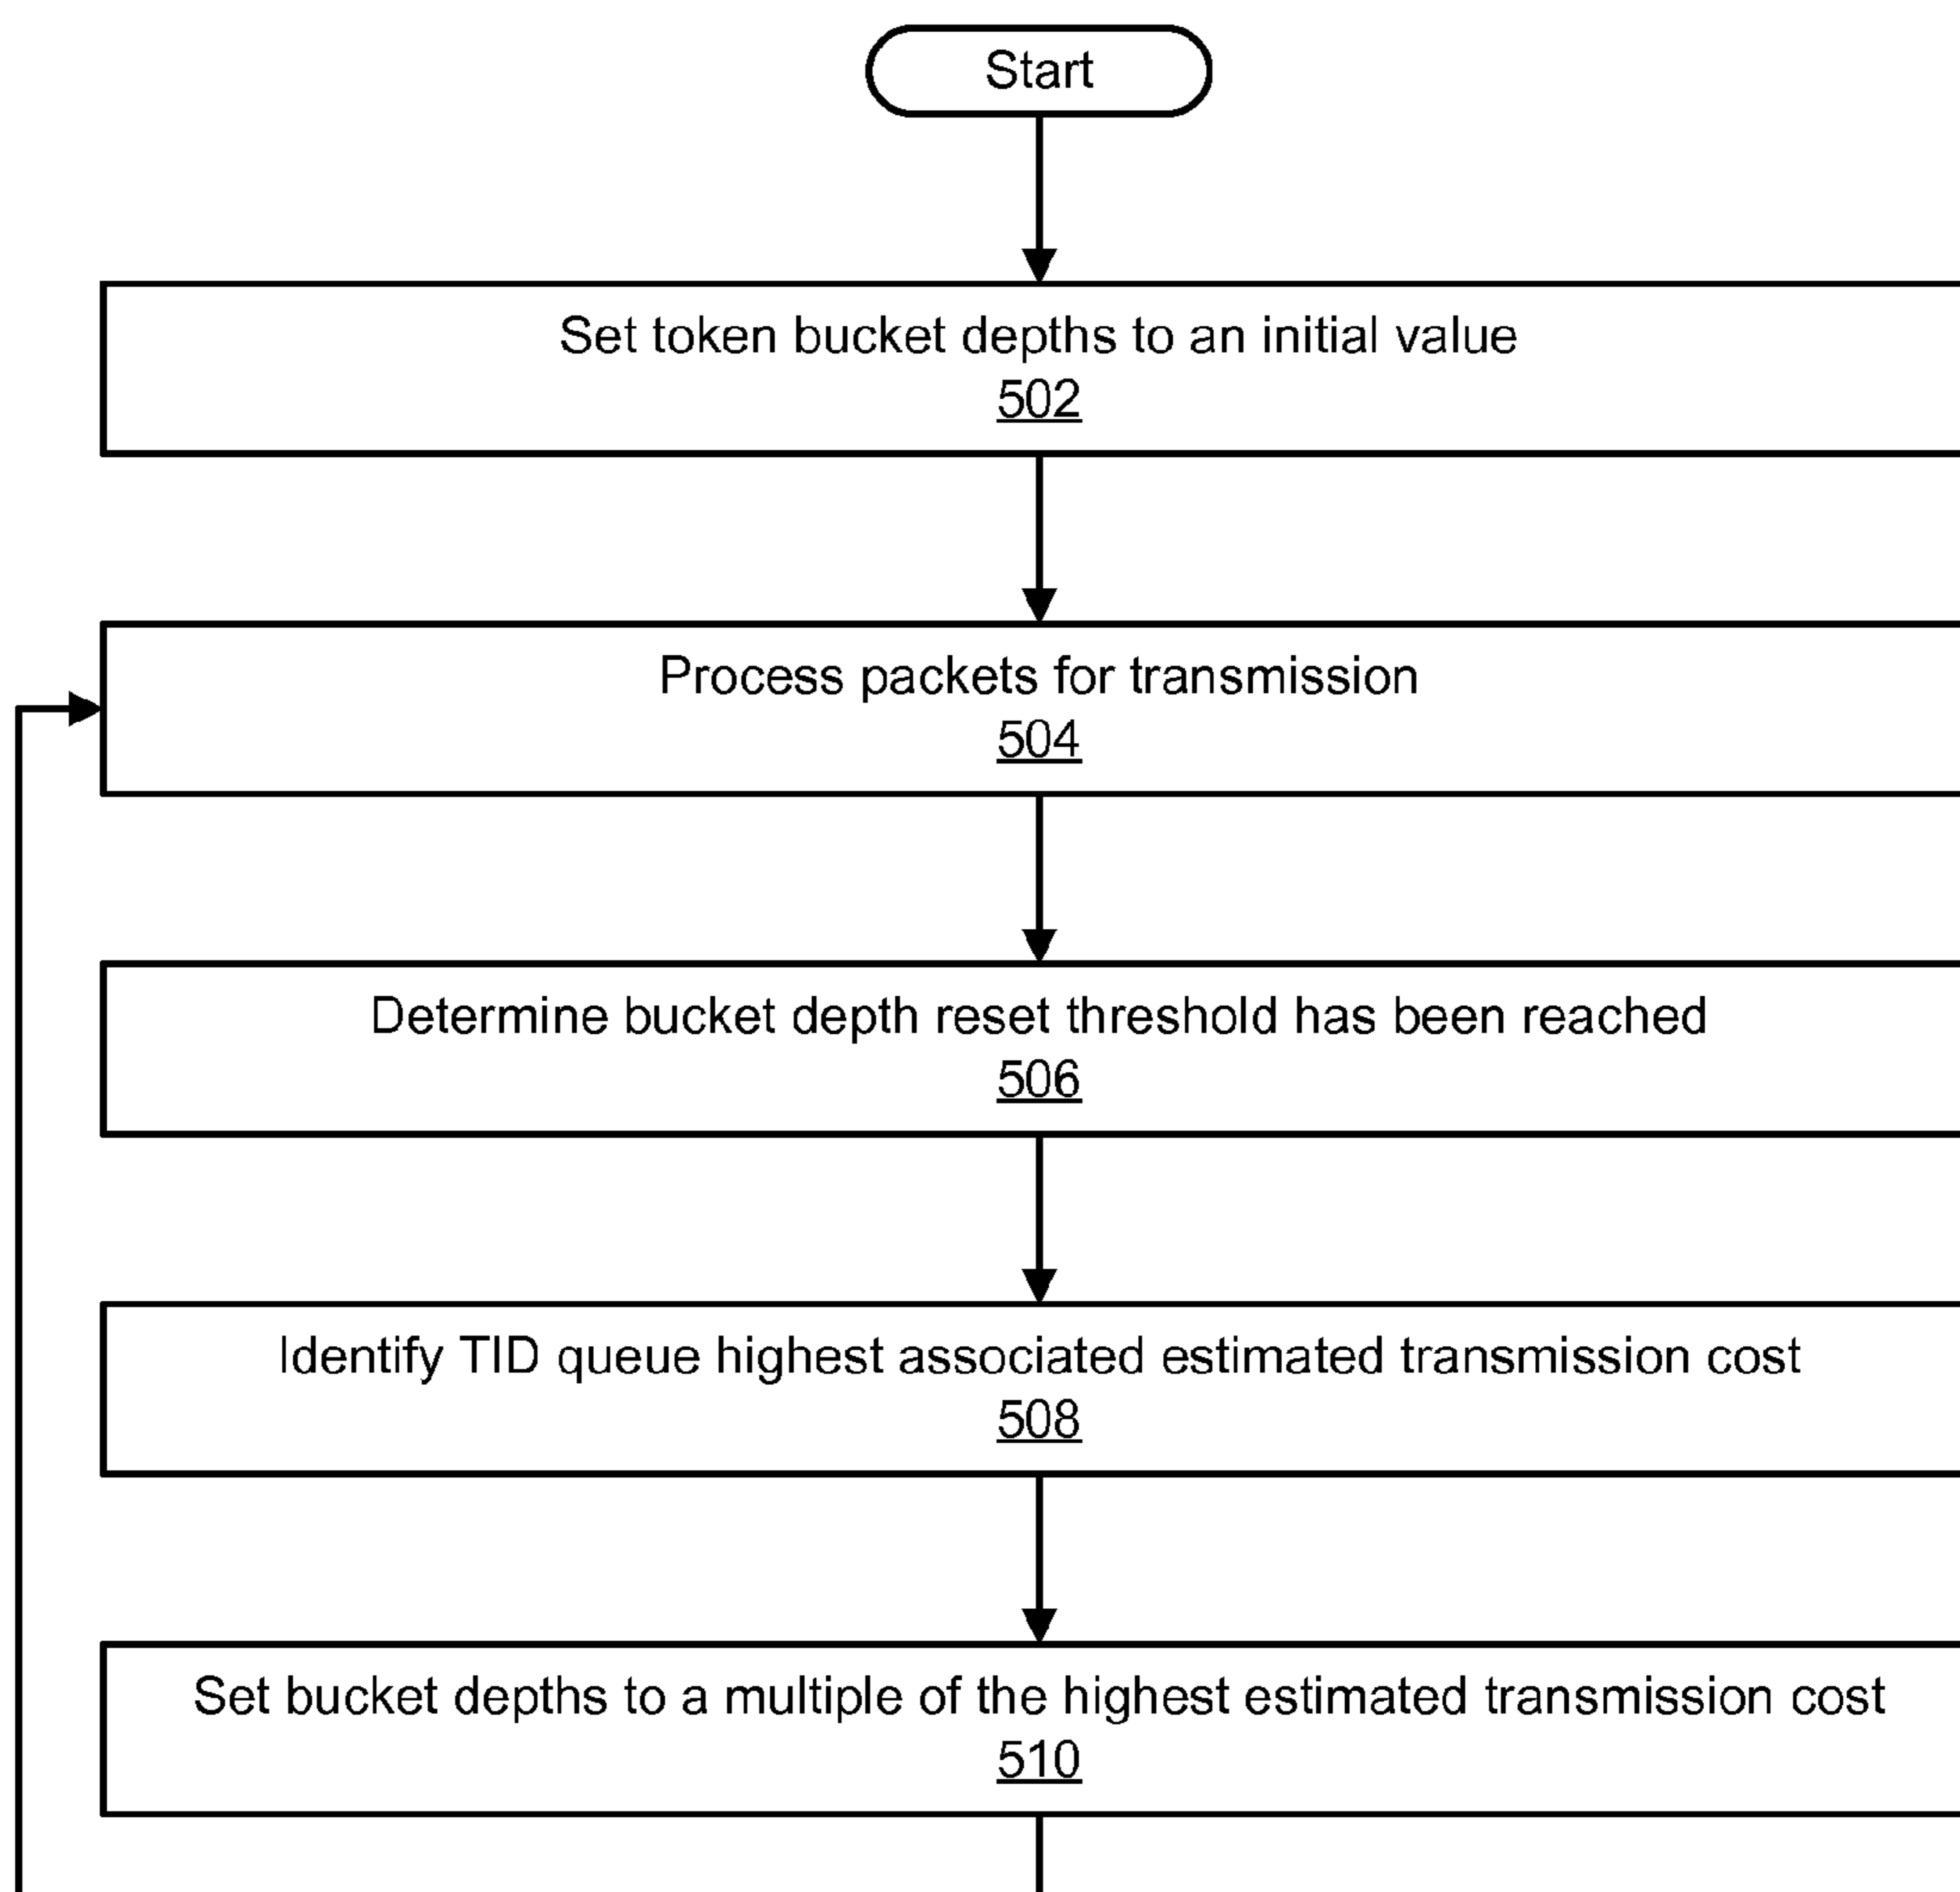 Start
Set token bucket depths to an initial value
502
Process packets for transmission
504
Determine bucket depth reset threshold has been reached
506
Identify TID queue highest associated estimated transmission cost
508
Set bucket depths to a multiple of the highest estimated transmission cost
510